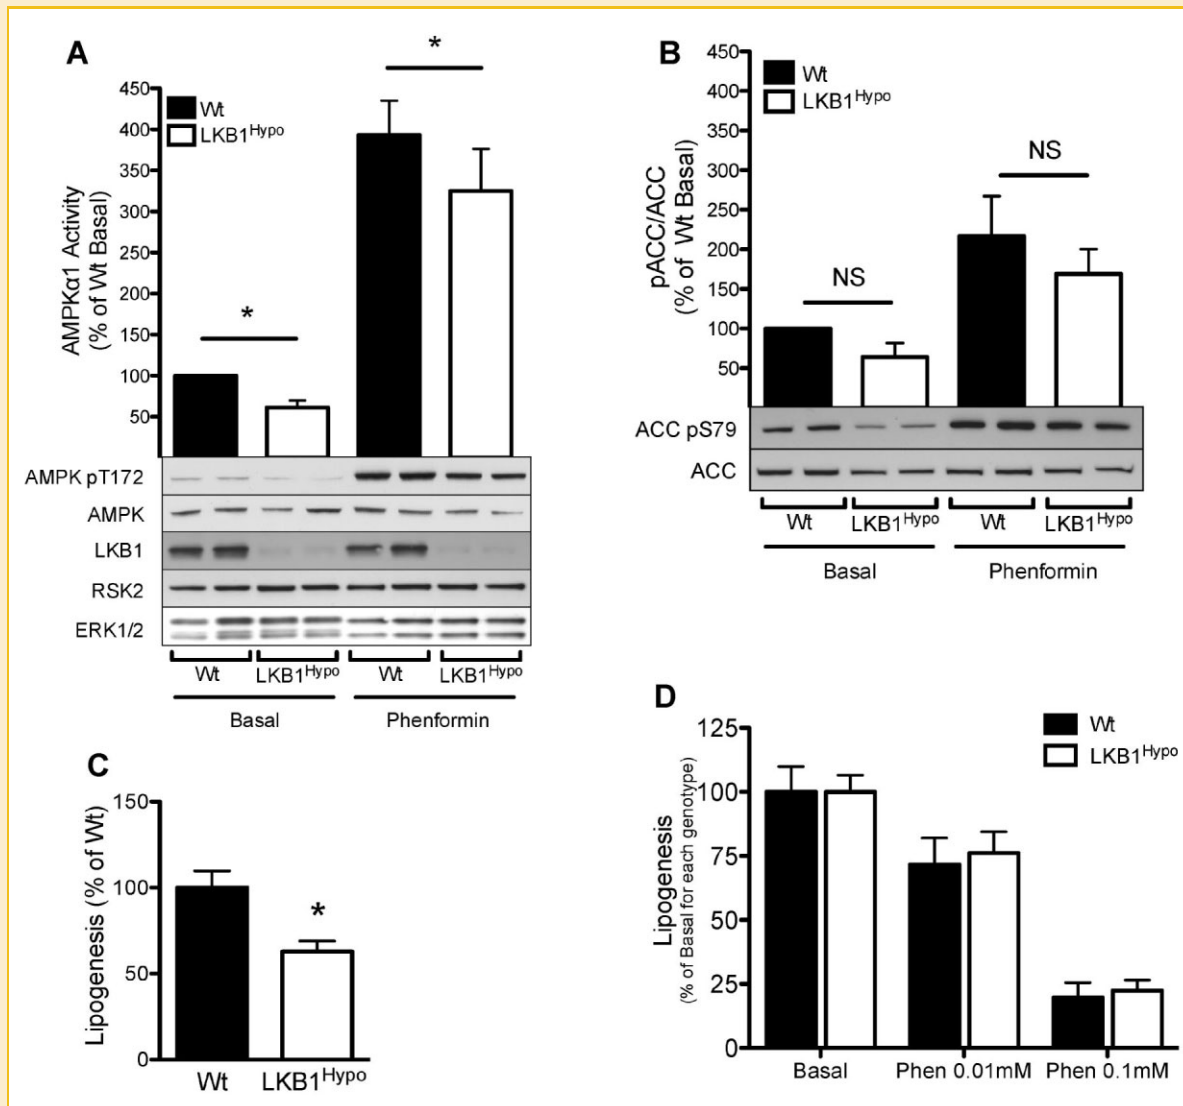 A
*
*
Wt
LKB1Hypo
AMPKα1 Activity
(% of Wt Basal)
450
400
350
300
250
200
150
100
50
AMPK pT172
AMPK
LKB1
RSK2
ERK1/2
Wt LKB1Hypo Wt LKB1Hypo
Basal Phenformin
B
Wt
LKB1Hypo
pACC/ACC
(% of Wt Basal)
450
400
350
300
250
200
150
100
50
NS
NS
ACC pS79
ACC
Wt LKB1Hypo Wt LKB1Hypo
Basal Phenformin
C
Lipogenesis (% of Wt)
150
100
50
0
*
Wt LKB1Hypo
D
Wt
LKB1Hypo
Lipogenesis
(% of Basal for each genotype)
125
100
75
50
25
0
Basal Phen 0.01mM Phen 0.1mM